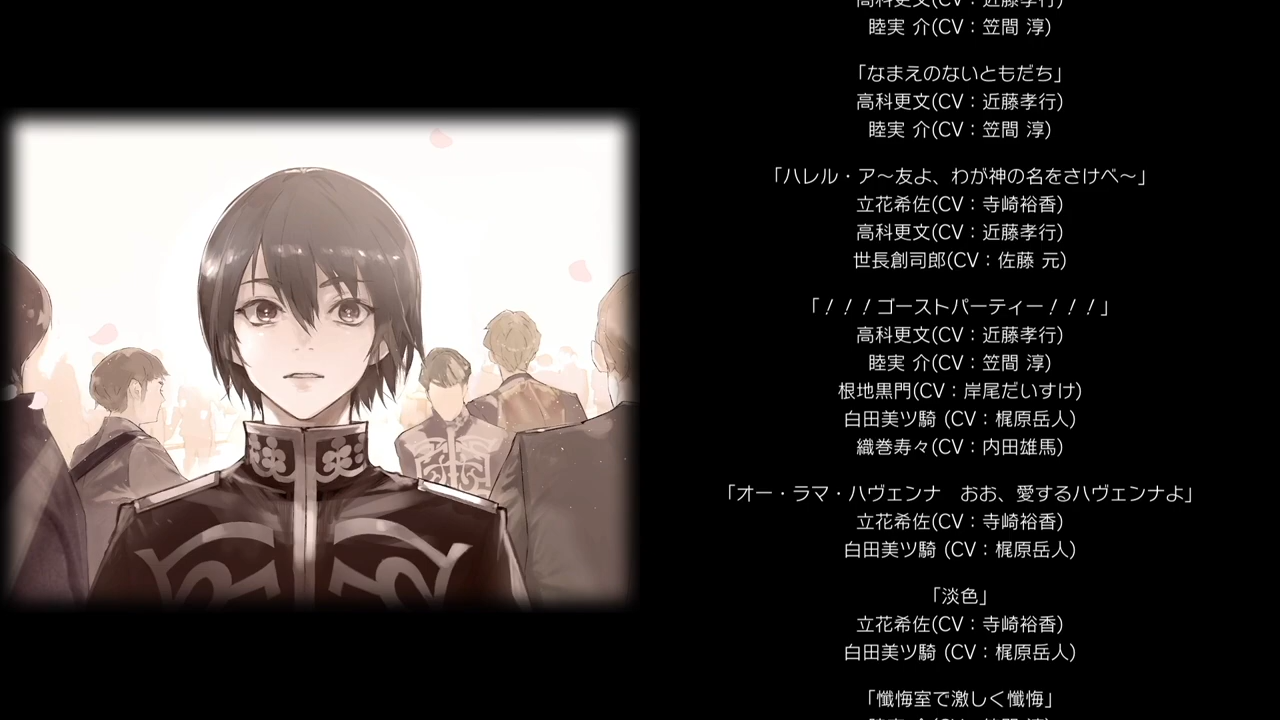 高科更文(CV：近藤孝行)
睦実 介(CV：笠間 淳)
「なまえのないともだち」
高科更文(CV：近藤孝行)
睦実 介(CV：笠間 淳)
「ハレル・ア～友よ、わが神の名をさけべ～」
立花希佐(CV：寺崎裕香)
高科更文(CV：近藤孝行)
世長創司郎(CV：佐藤 元)
「！！！ゴーストパーティー！！！」
高科更文(CV：近藤孝行)
睦実 介(CV：笠間 淳)
根地黒門(CV：岸尾だいすけ)
白田美ツ騎 (CV：梶原岳人)
織巻寿々(CV：内田雄馬)
「オー・ラマ・ハヴェンナ　おお、愛するハヴェンナよ」
立花希佐(CV：寺崎裕香)
白田美ツ騎 (CV：梶原岳人)
「淡色」
立花希佐(CV：寺崎裕香)
白田美ツ騎 (CV：梶原岳人)
「懺悔室で激しく懺悔」